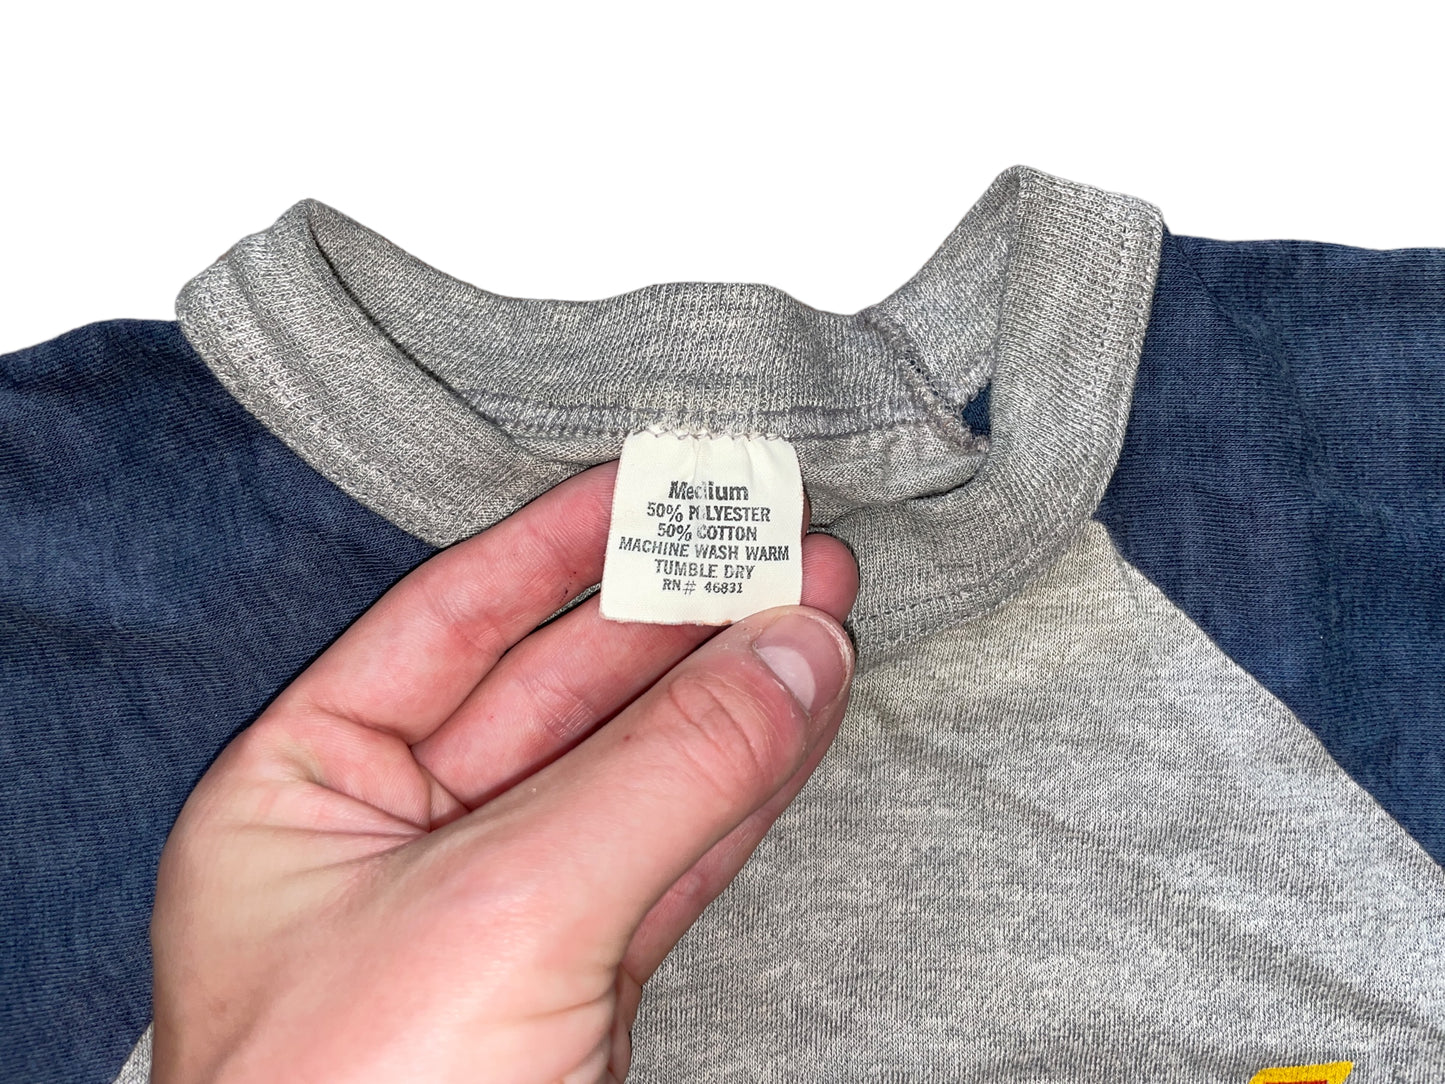 Medium
50% POLYESTER
50% COTTON
MACHINE WASH WARM
TUMBLE DRY
RN# 46831